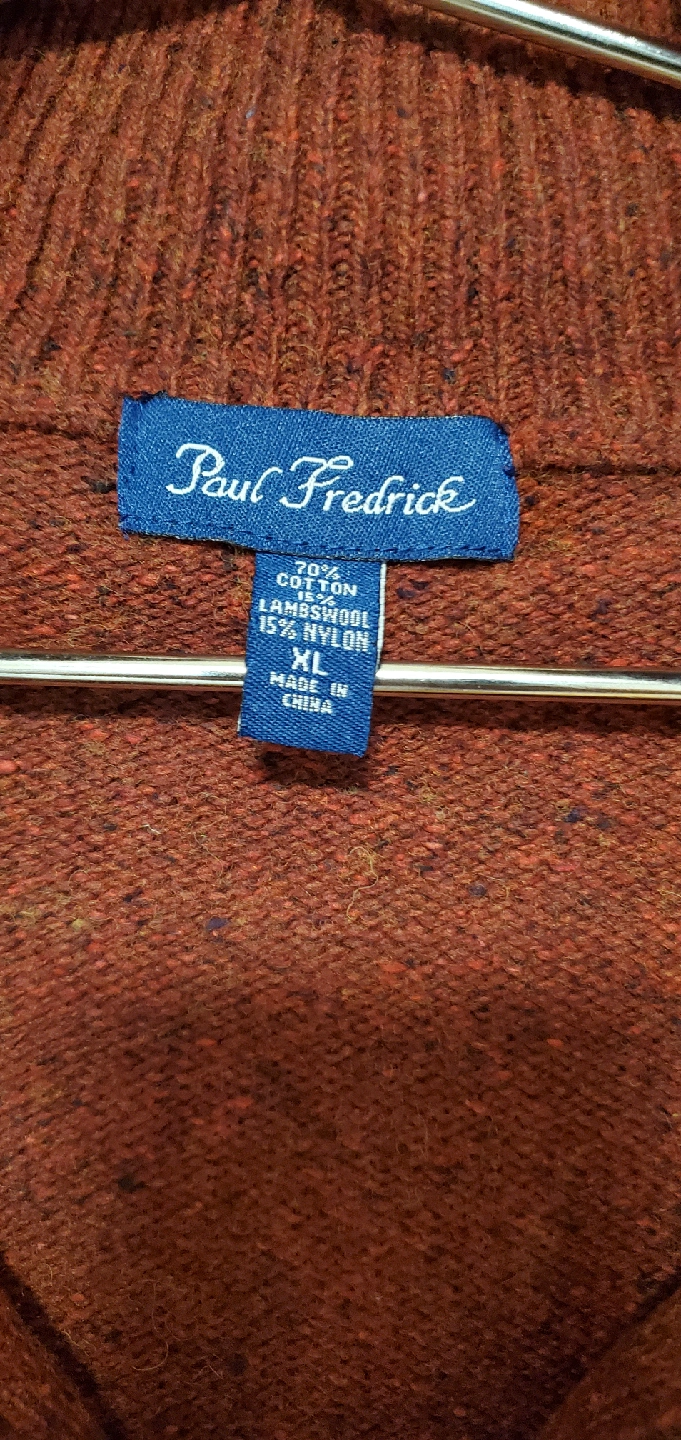 Paul Fredrick
70%
COTTON
15%
LAMBSWOOL
15% NYLON
XL
MADE IN
CHINA